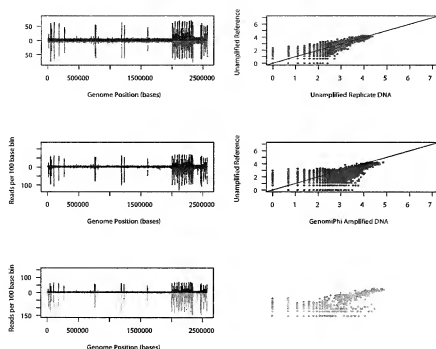 50
0
50
0 500000 1500000 2500000
Genome Position (bases)
Unamplified Reference
6
4
2
0
0 1 2 3 4 5 6 7
Unamplified Replicate DNA
Reads per 100 base bin
50
0
100
0 500000 1500000 2500000
Genome Position (bases)
Unamplified Reference
6
4
2
0
0 1 2 3 4 5 6 7
GenomiPhi Amplified DNA
Reads per 100 base bin
100
0
150
0 500000 1500000 2500000
Genome Position (bases)